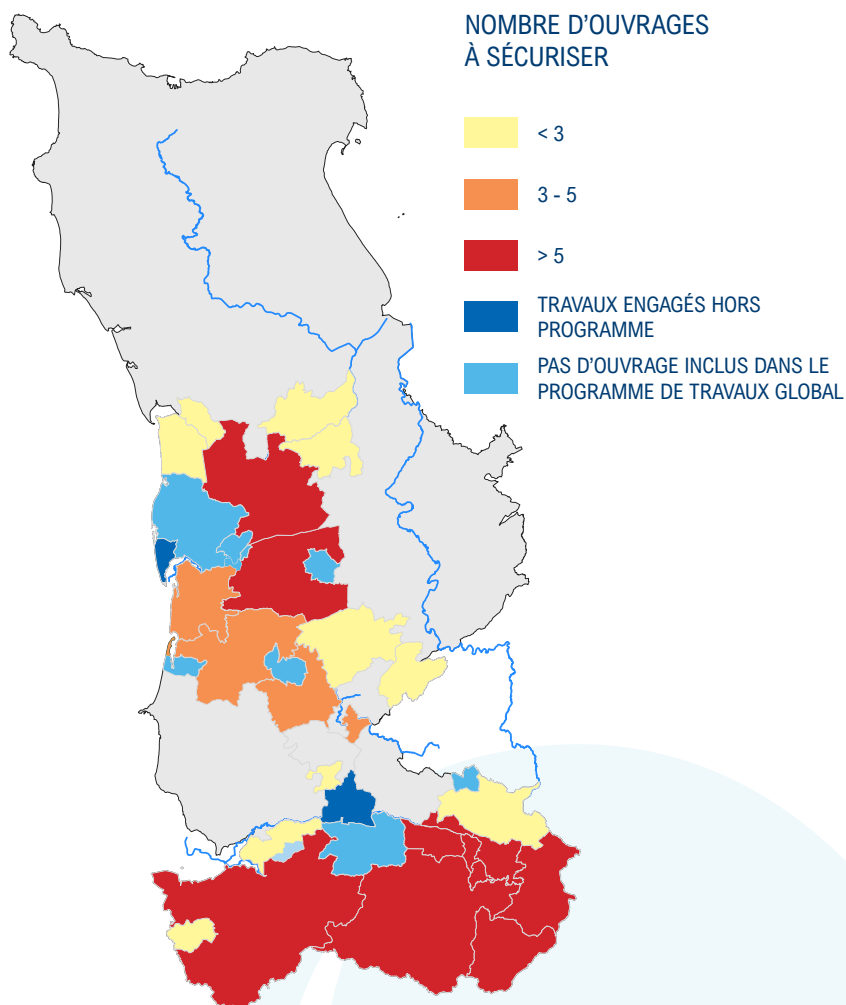 NOMBRE D'OUVRAGES
À SÉCURISER
< 3
3 - 5
> 5
TRAVAUX ENGAGÉS HORS
PROGRAMME
PAS D'OUVRAGE INCLUS DANS LE
PROGRAMME DE TRAVAUX GLOBAL